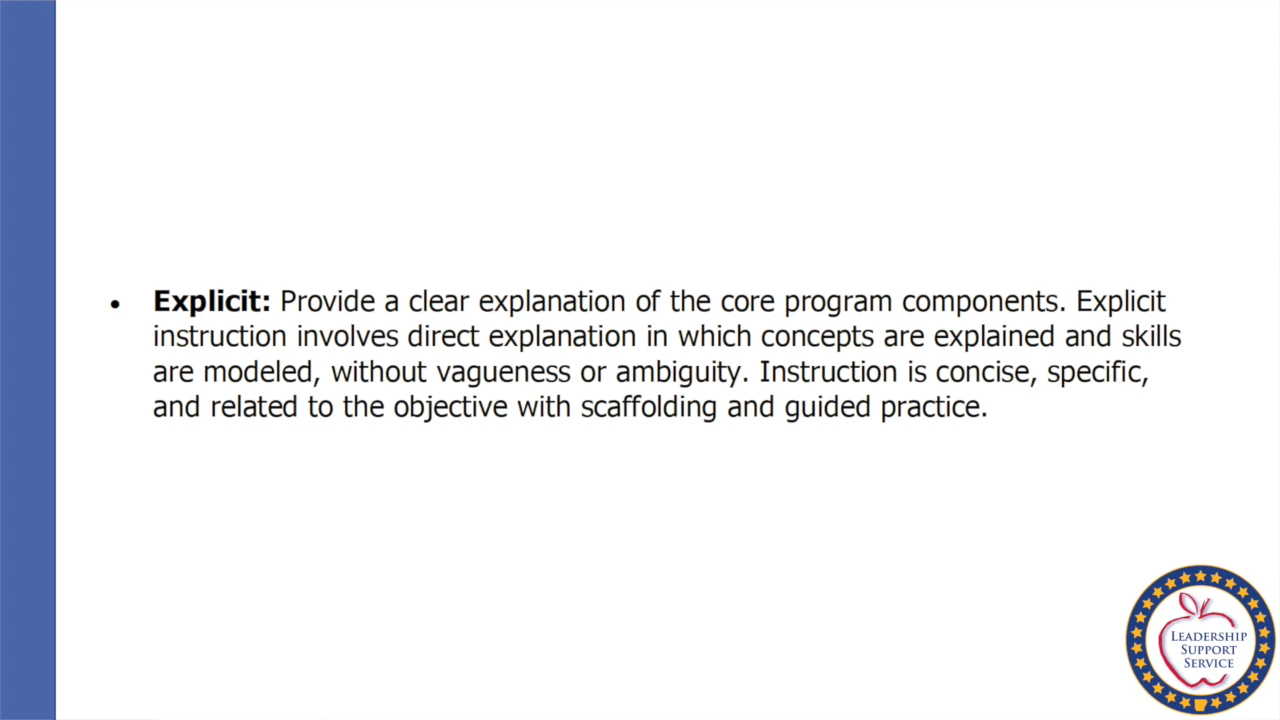 • Explicit: Provide a clear explanation of the core program components. Explicit
instruction involves direct explanation in which concepts are explained and skills
are modeled, without vagueness or ambiguity. Instruction is concise, specific,
and related to the objective with scaffolding and guided practice.
LEADERSHIP
SUPPORT
SERVICE